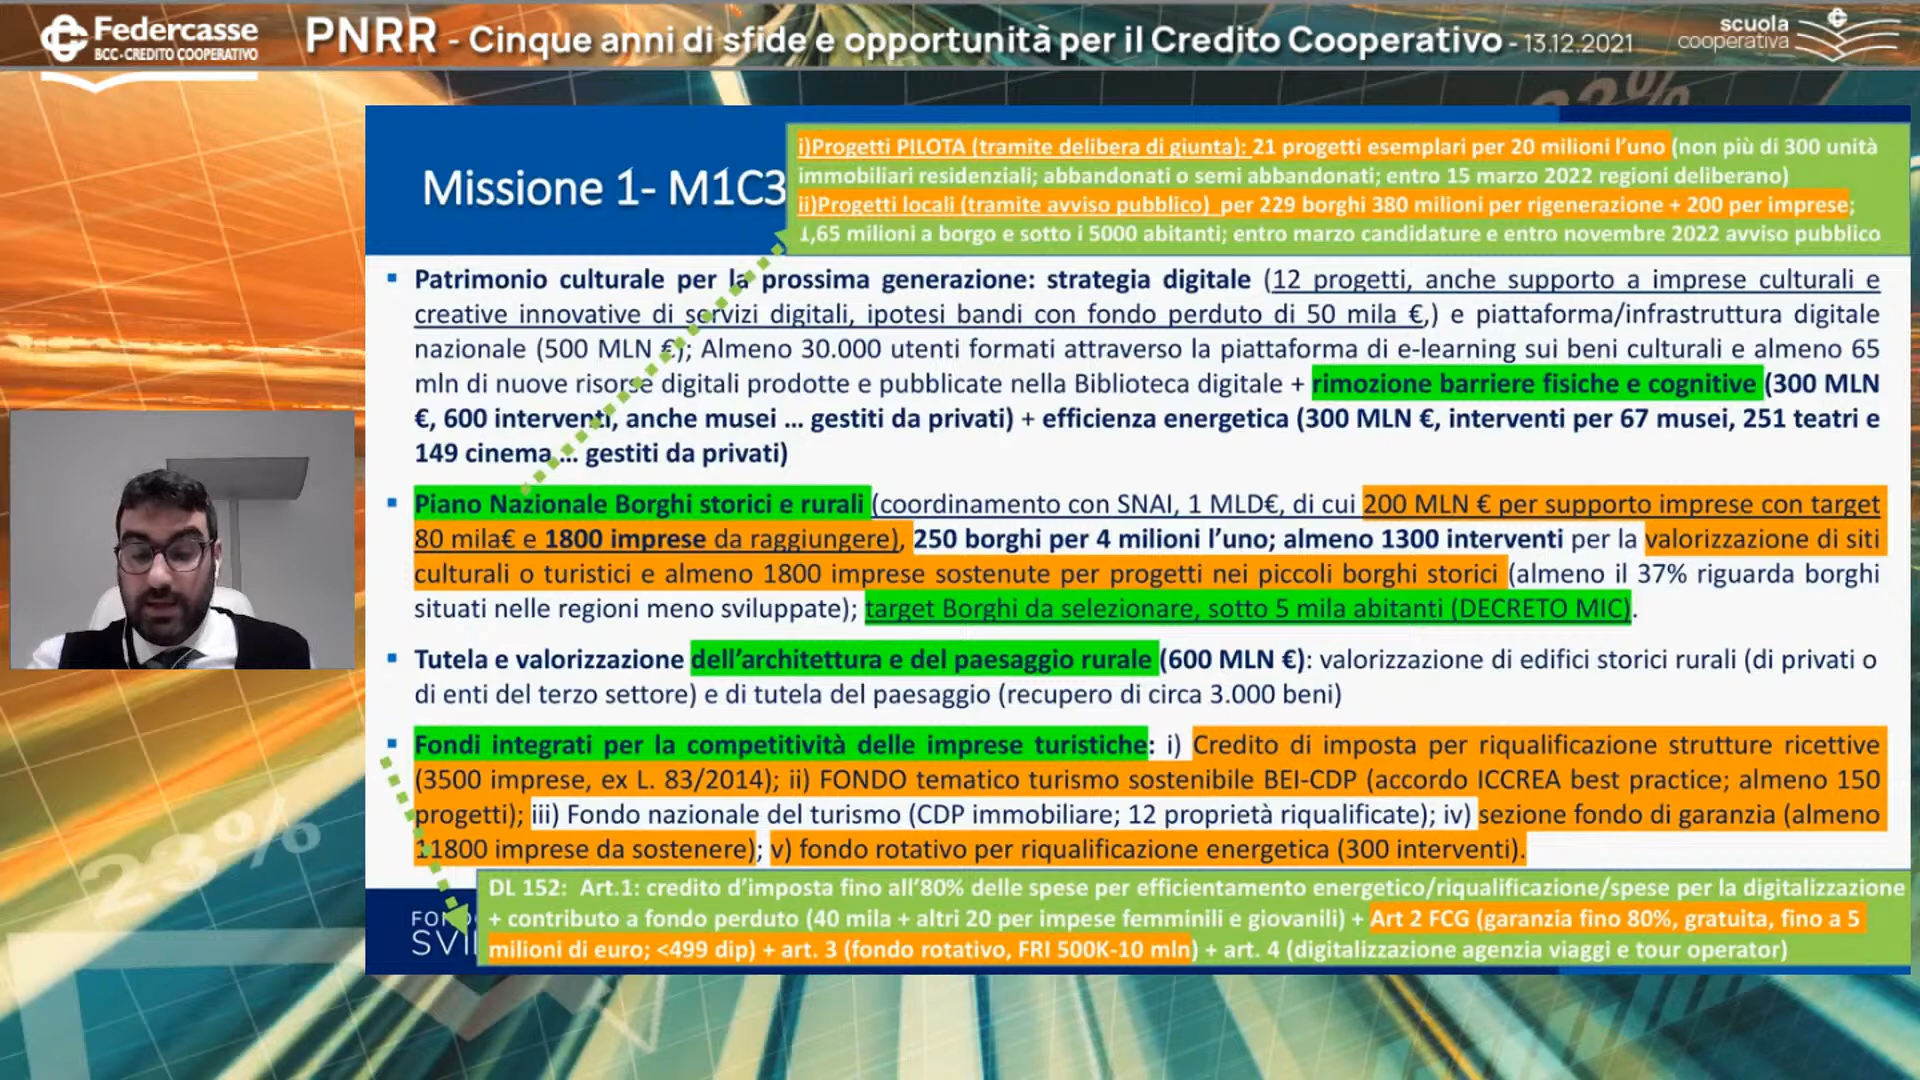 Federcasse
BCC-CREDITO COOPERATIVO
PNRR - Cinque anni di sfide e opportunità per il Credito Cooperativo - 13.12.2021
scuola
cooperativa
22%
Missione 1- M1C3
i)Progetti PILOTA (tramite delibera di giunta): 21 progetti esemplari per 20 milioni l'uno (non più di 300 unità
immobiliari residenziali; abbandonati o semi abbandonati; entro 15 marzo 2022 regioni deliberano)
ii)Progetti locali (tramite avviso pubblico) per 229 borghi 380 milioni per rigenerazione + 200 per imprese;
1,65 milioni a borgo e sotto i 5000 abitanti; entro marzo candidature e entro novembre 2022 avviso pubblico
▪ Patrimonio culturale per la prossima generazione: strategia digitale (12 progetti, anche supporto a imprese culturali e
creative innovative di servizi digitali, ipotesi bandi con fondo perduto di 50 mila €,) e piattaforma/infrastruttura digitale
nazionale (500 MLN €); Almeno 30.000 utenti formati attraverso la piattaforma di e-learning sui beni culturali e almeno 65
mln di nuove risorse digitali prodotte e pubblicate nella Biblioteca digitale + rimozione barriere fisiche e cognitive (300 MLN
€, 600 interventi, anche musei ... gestiti da privati) + efficienza energetica (300 MLN €, interventi per 67 musei, 251 teatri e
149 cinema ... gestiti da privati)
▪ Piano Nazionale Borghi storici e rurali (coordinamento con SNAI, 1 MLD€, di cui 200 MLN € per supporto imprese con target
80 mila€ e 1800 imprese da raggiungere), 250 borghi per 4 milioni l'uno; almeno 1300 interventi per la valorizzazione di siti
culturali o turistici e almeno 1800 imprese sostenute per progetti nei piccoli borghi storici (almeno il 37% riguarda borghi
situati nelle regioni meno sviluppate); target Borghi da selezionare, sotto 5 mila abitanti (DECRETO MIC).
▪ Tutela e valorizzazione dell'architettura e del paesaggio rurale (600 MLN €): valorizzazione di edifici storici rurali (di privati o
di enti del terzo settore) e di tutela del paesaggio (recupero di circa 3.000 beni)
▪ Fondi integrati per la competitività delle imprese turistiche: i) Credito di imposta per riqualificazione strutture ricettive
(3500 imprese, ex L. 83/2014); ii) FONDO tematico turismo sostenibile BEI-CDP (accordo ICCREA best practice; almeno 150
progetti); iii) Fondo nazionale del turismo (CDP immobiliare; 12 proprietà riqualificate); iv) sezione fondo di garanzia (almeno
11800 imprese da sostenere); v) fondo rotativo per riqualificazione energetica (300 interventi).
23%
DL 152: Art.1: credito d'imposta fino all'80% delle spese per efficientamento energetico/riqualificazione/spese per la digitalizzazione
+ contributo a fondo perduto (40 mila + altri 20 per impese femminili e giovanili) + Art 2 FCG (garanzia fino 80%, gratuita, fino a 5
milioni di euro; <499 dip) + art. 3 (fondo rotativo, FRI 500K-10 mln) + art. 4 (digitalizzazione agenzia viaggi e tour operator)